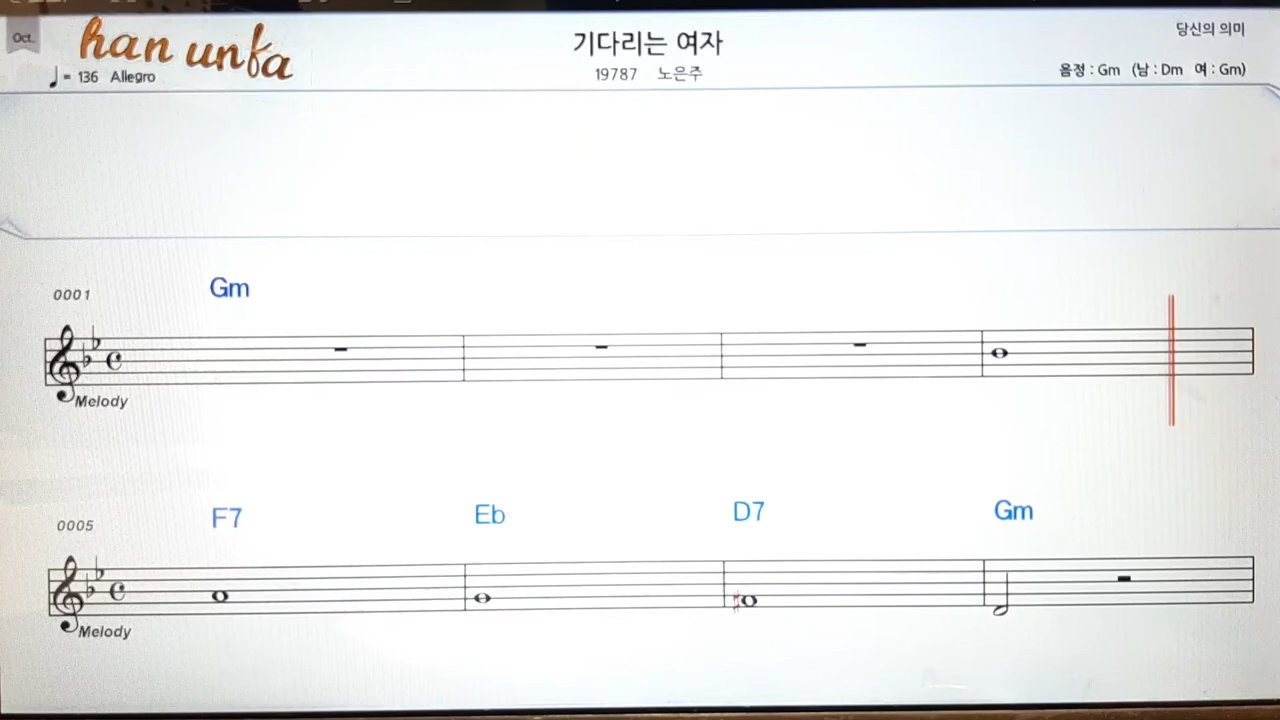 Oct.
han unfa
♩ = 136 Allegro
기다리는 여자
19787 노은주
당신의 의미
음정 : Gm (남 : Dm 여 : Gm)
0001
Gm
Melody
0005
F7 Eb D7 Gm
Melody